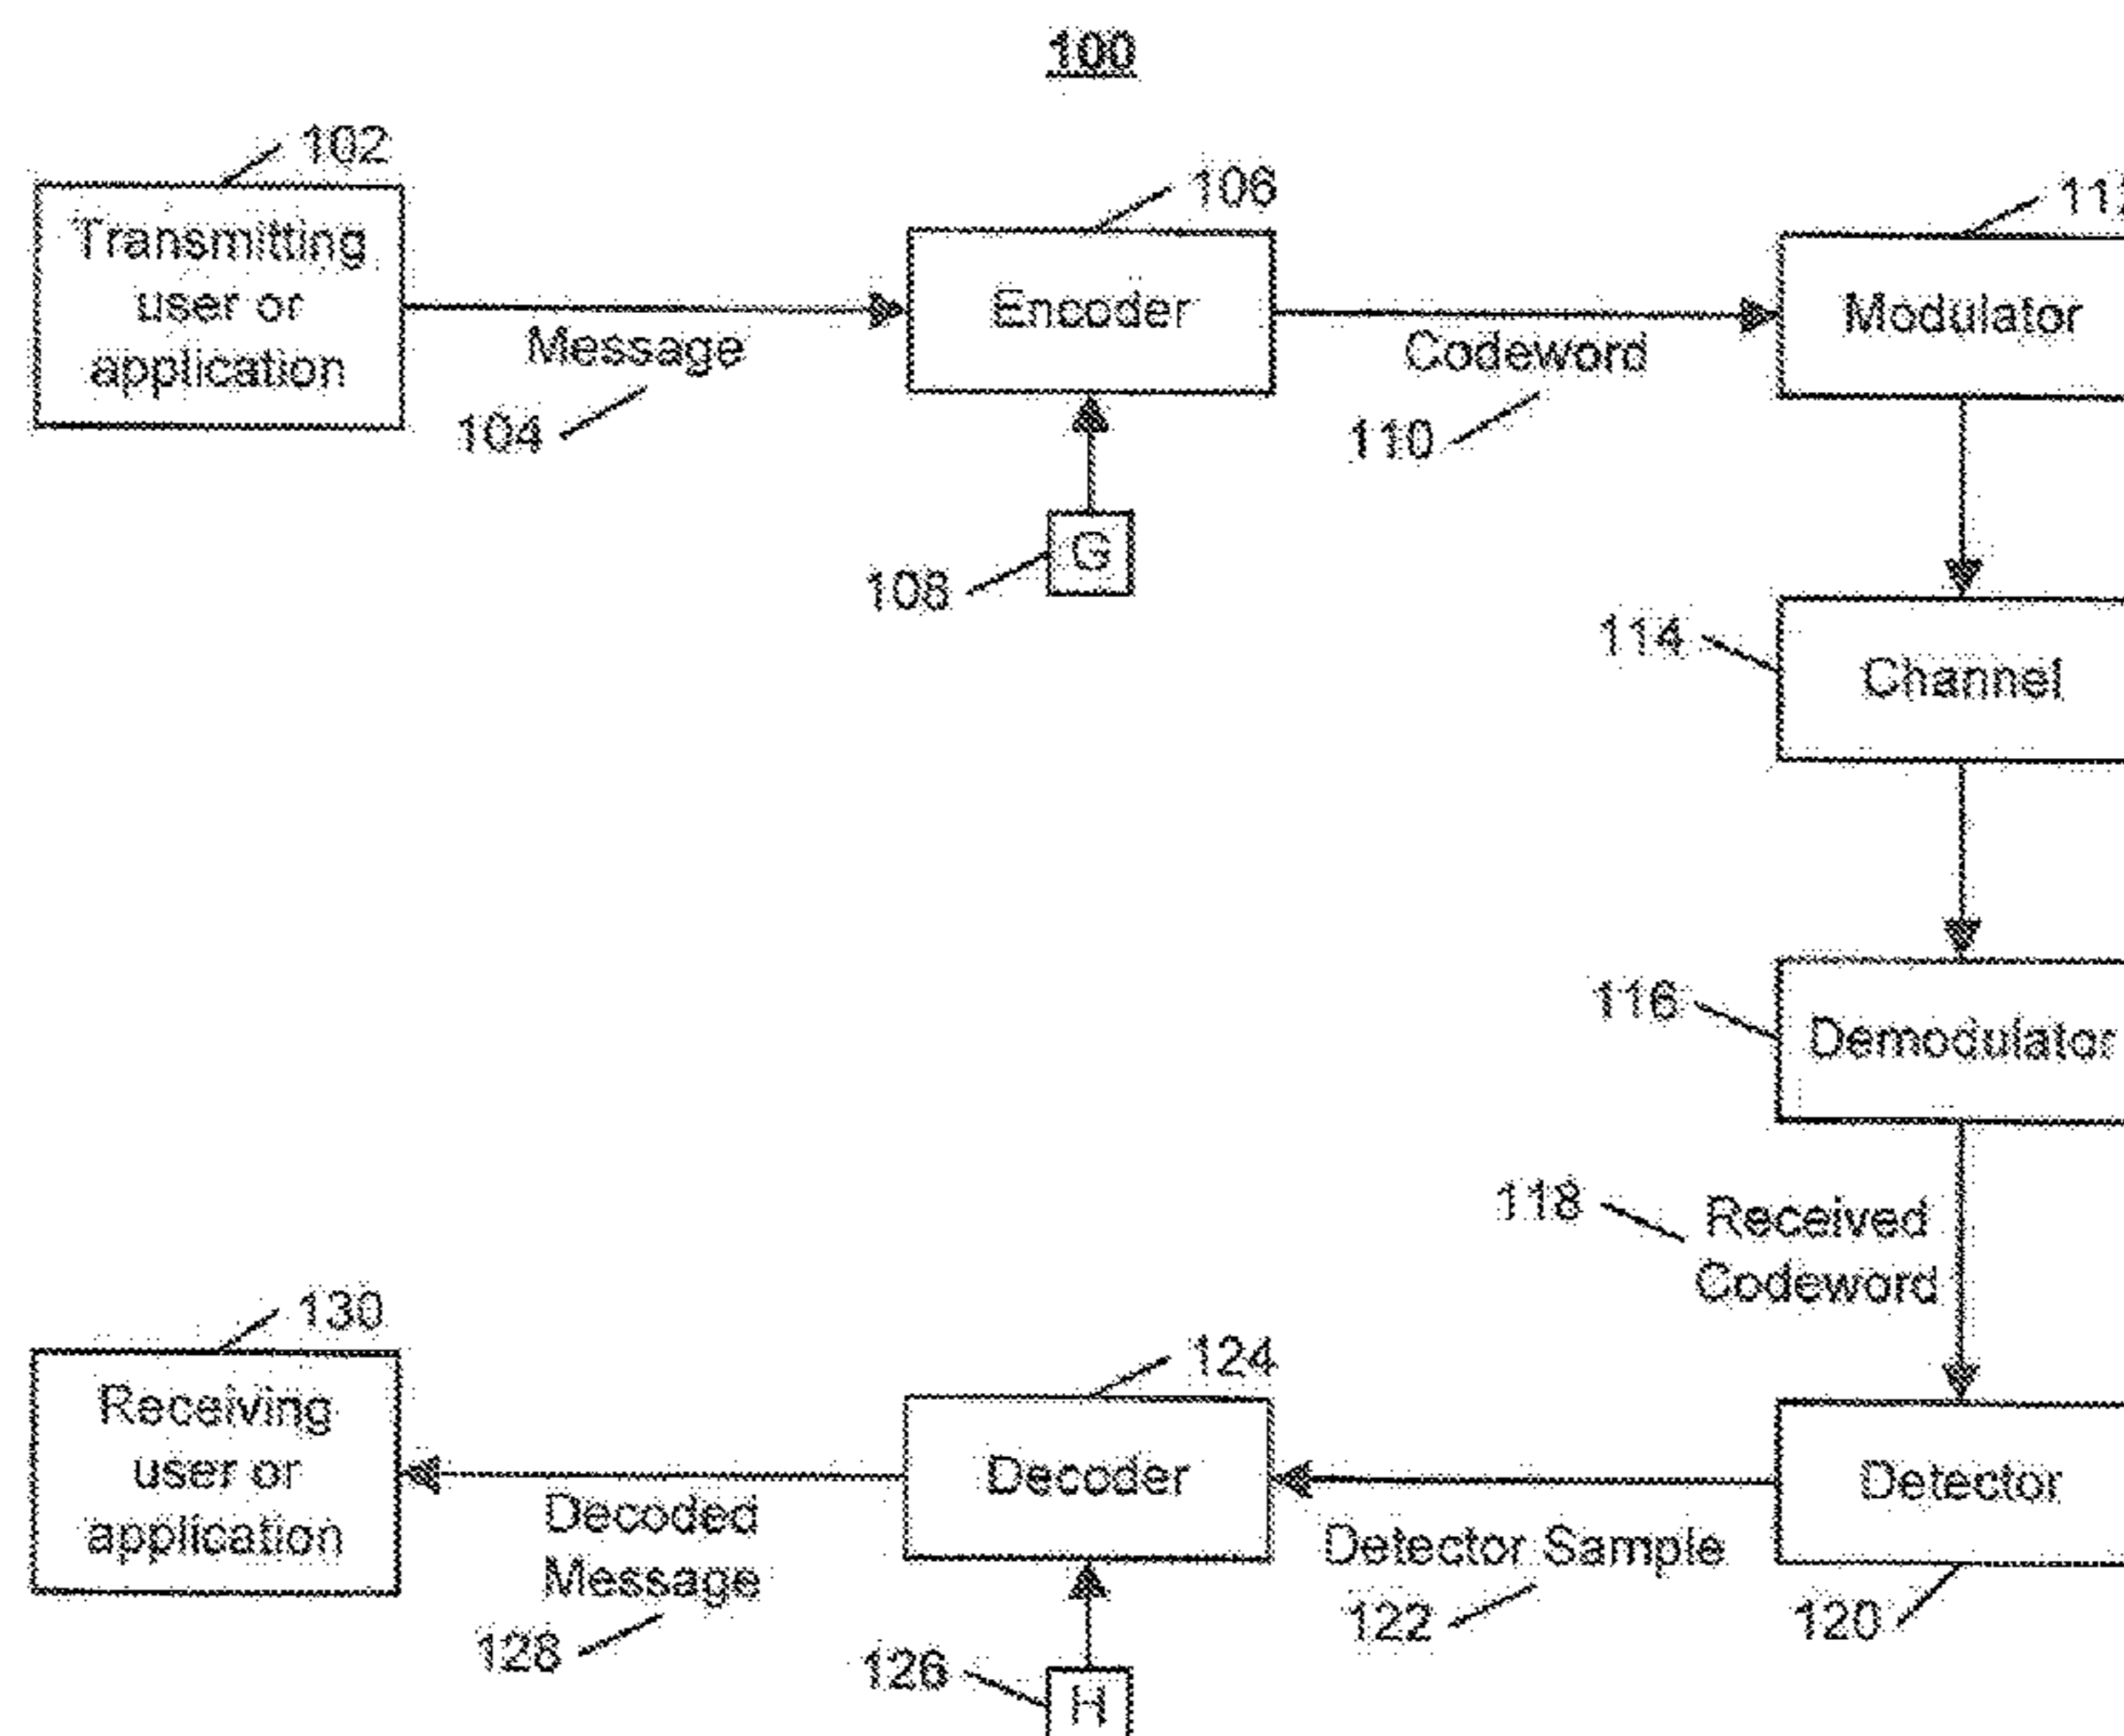 100
102
Transmitting
user or
application
Message
104
106
Encoder
G
108
Codeword
110
Modulator
114
Channel
116
Demodulator
118
Received
Codeword
130
Receiving
user or
application
Decoded
Message
128
124
Decoder
H
126
Detector Sample
122
Detector
120